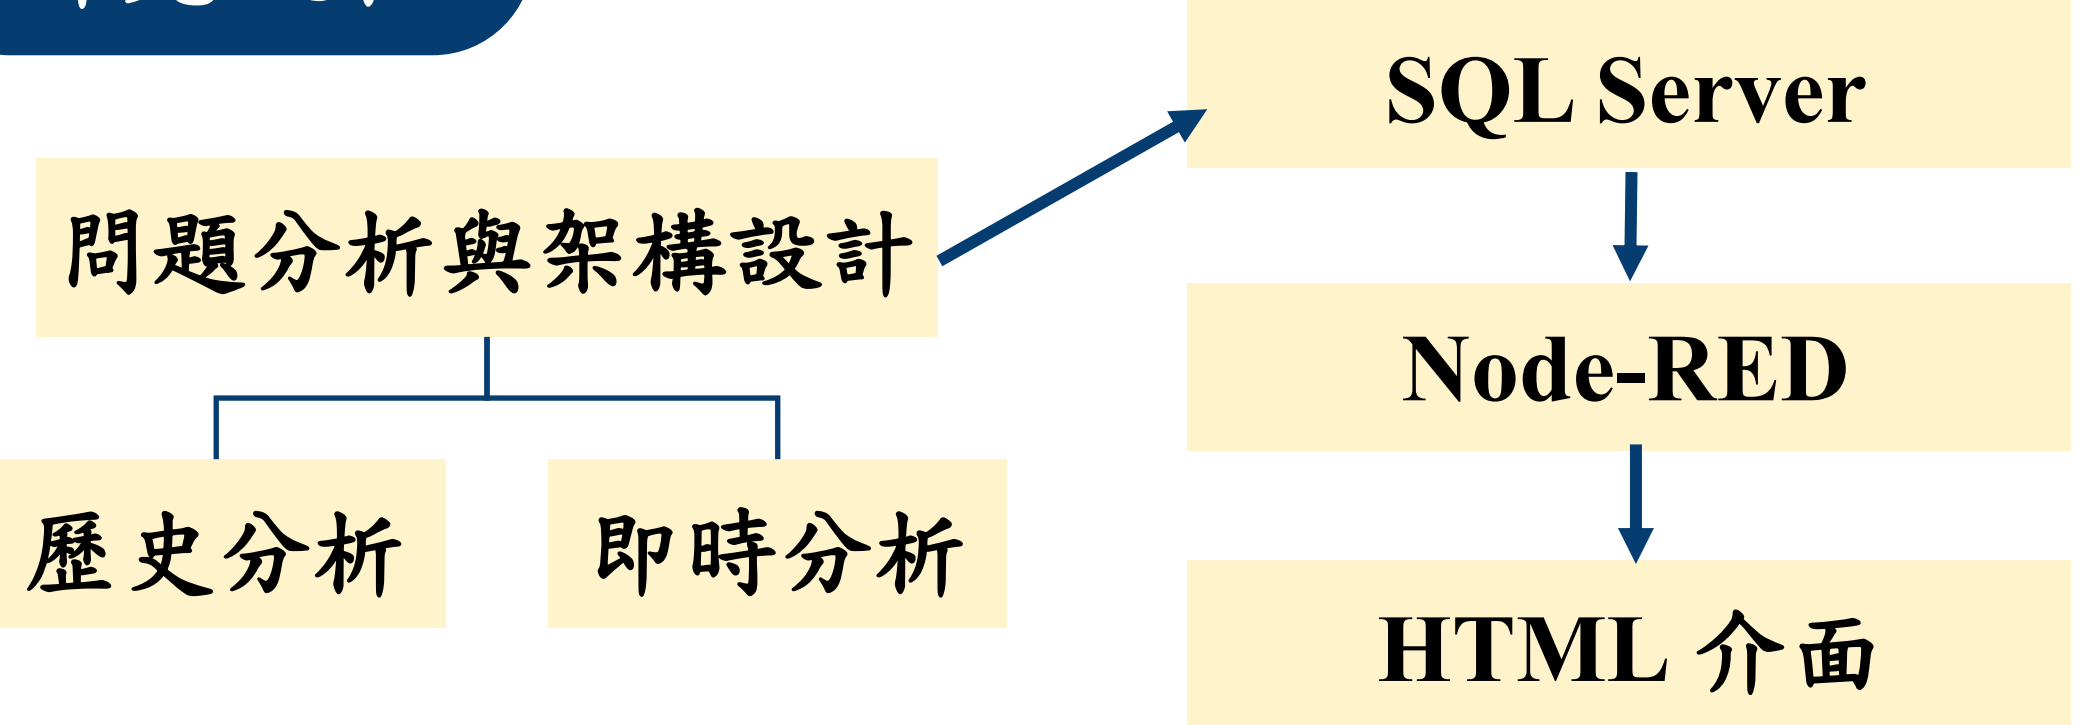 問題分析與架構設計
歷史分析
即時分析
SQL Server
Node-RED
HTML 介面